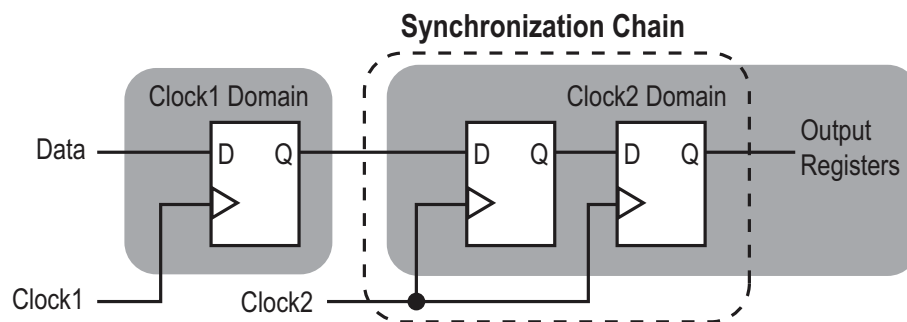 Synchronization Chain
Clock1 Domain
Clock2 Domain
Data
D Q
D Q
D Q
Output
Registers
Clock1
Clock2